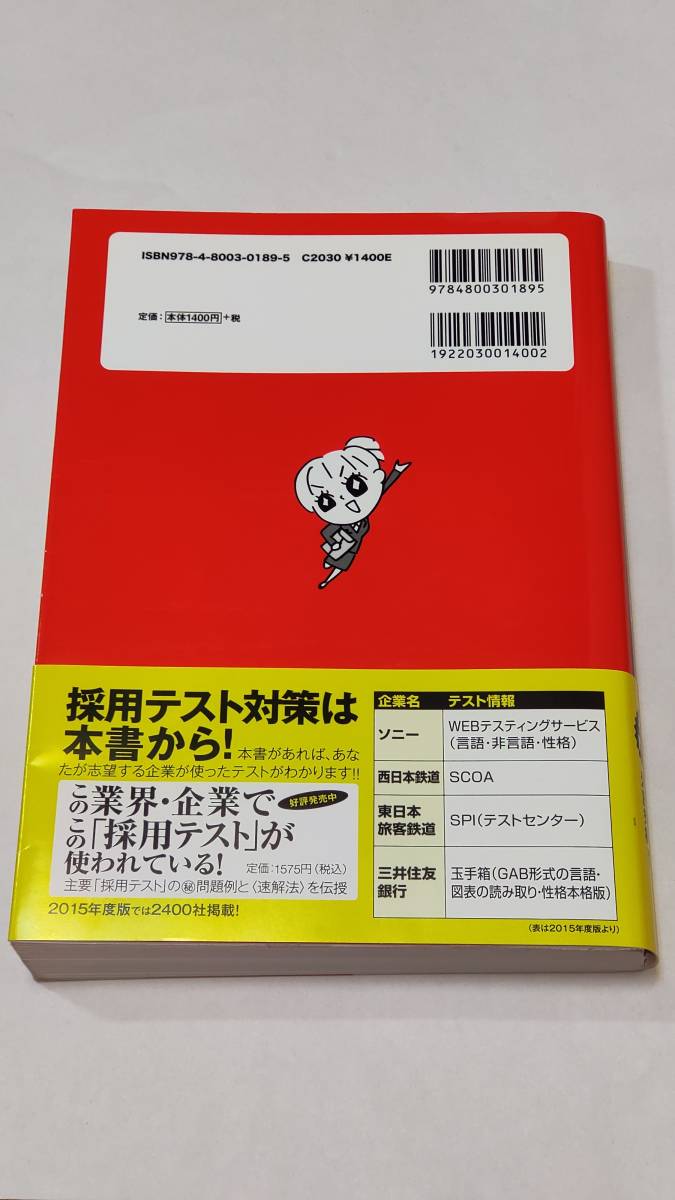 ISBN978-4-8003-0189-5 C2030 ¥1400E
9784800301895
定価：本体1400円+税
1922030014002
採用テスト対策は
本書から！本書があれば、あな
たが志望する企業が使ったテストがわかります!!
この業界・企業で 好評発売中
この「採用テスト」が
使われている！ 定価：1575円（税込）
主要「採用テスト」の㊙問題例と〈速解法〉を伝授
2015年度版では2400社掲載！
企業名 テスト情報
ソニー WEBテスティングサービス
（言語・非言語・性格）
西日本鉄道 SCOA
東日本
旅客鉄道 SPI（テストセンター）
三井住友
銀行 玉手箱（GAB形式の言語・
図表の読み取り・性格本格版）
（表は2015年度版より）